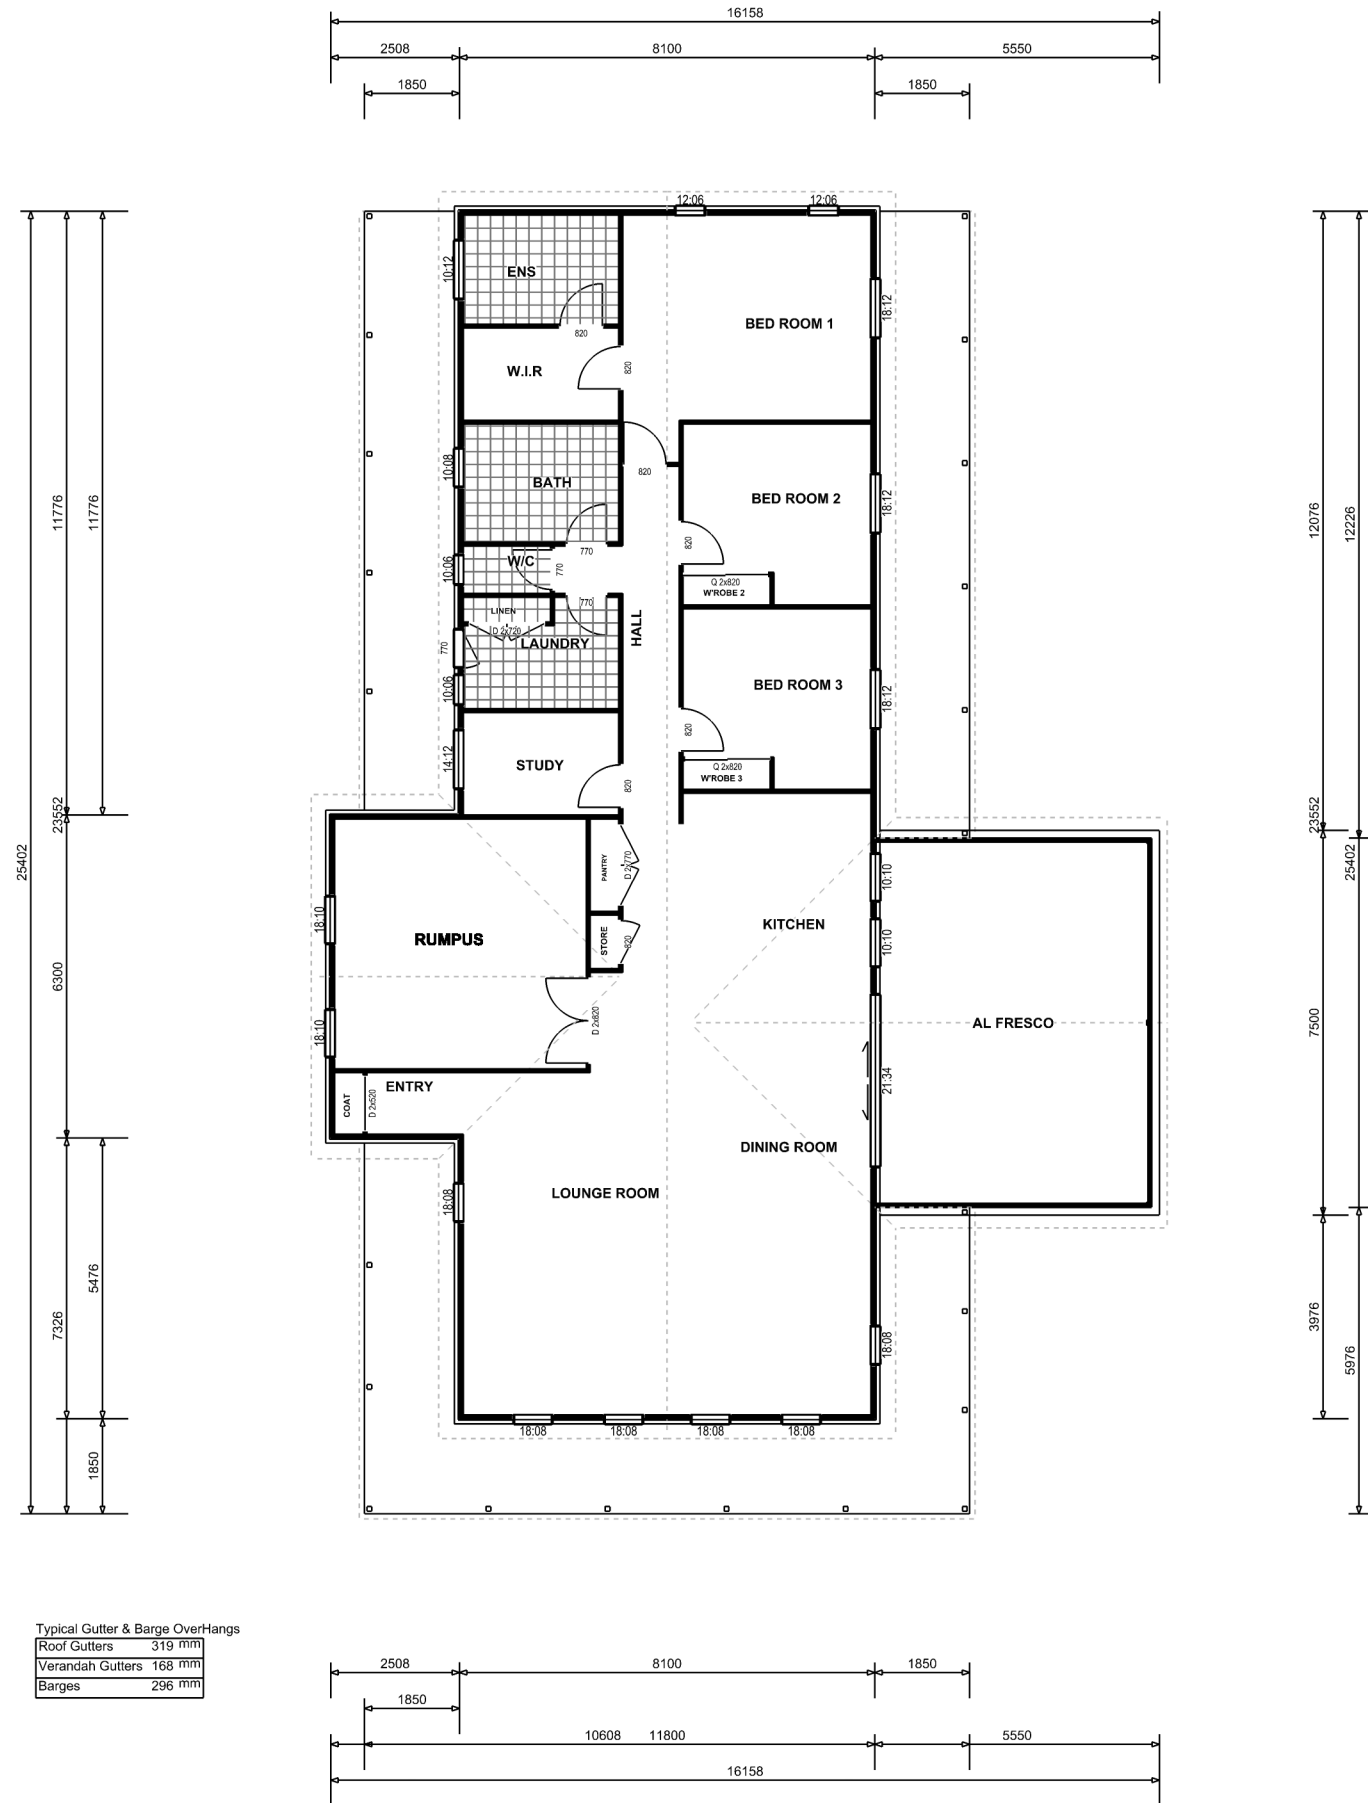 16158
2508 8100 5550
1850 1850
12:06 12:06
10:12
ENS
18:12
BED ROOM 1
820
W.I.R
820
10:08
820
BATH
BED ROOM 2
18:12
11776
11776
12076
12226
770
820
W/C
10:06
770
Q 2x820
W'ROBE 2
770
LINEN
D 2x720
LAUNDRY
HALL
770
10:06
BED ROOM 3
18:12
820
14:12
STUDY
Q 2x820
W'ROBE 3
820
23552
23552
25402
25402
PANTRY
D 2x770
10:10
18:10
RUMPUS
STORE
820
KITCHEN
10:10
6300
18:10
D 2x820
AL FRESCO
7500
21:34
ENTRY
COAT
D 2x520
DINING ROOM
LOUNGE ROOM
18:08
5476
7326
3976
5976
18:08
18:08 18:08 18:08 18:08
1850
Typical Gutter & Barge OverHangs
Roof Gutters 319 mm
Verandah Gutters 168 mm
Barges 296 mm
2508 8100 1850
1850
10608 11800 5550
16158